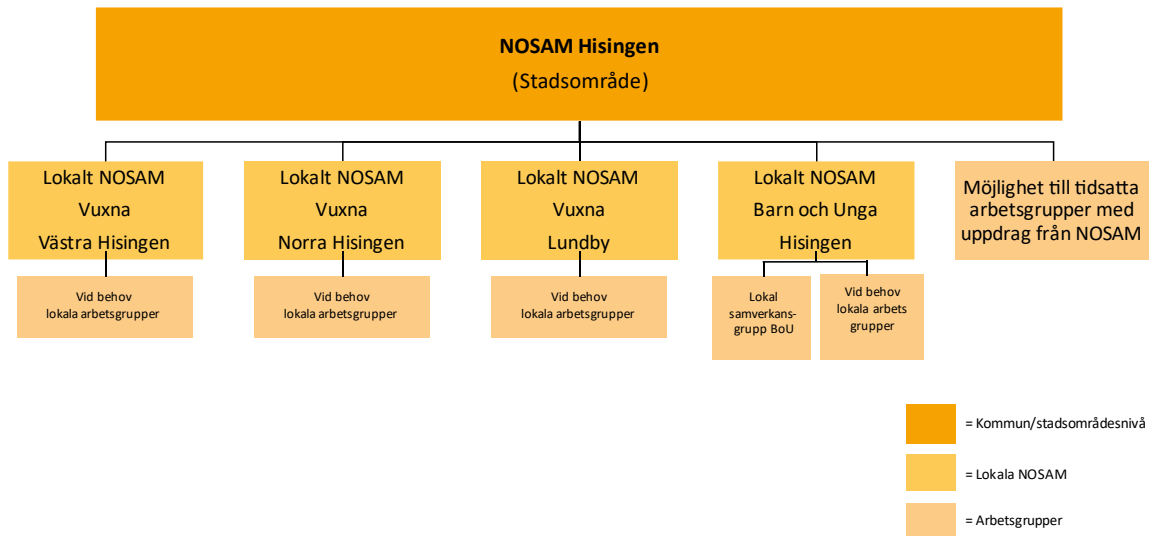 NOSAM Hisingen
(Stadsområde)
Lokalt NOSAM
Vuxna
Västra Hisingen
Lokalt NOSAM
Vuxna
Norra Hisingen
Lokalt NOSAM
Vuxna
Lundby
Lokalt NOSAM
Barn och Unga
Hisingen
Möjlighet till tidsatta
arbetsgrupper med
uppdrag från NOSAM
Vid behov
lokala arbetsgrupper
Vid behov
lokala arbetsgrupper
Vid behov
lokala arbetsgrupper
Lokal
samverkans-
grupp BoU
Vid behov
lokala arbets
grupper
= Kommun/stadsområdesnivå
= Lokala NOSAM
= Arbetsgrupper